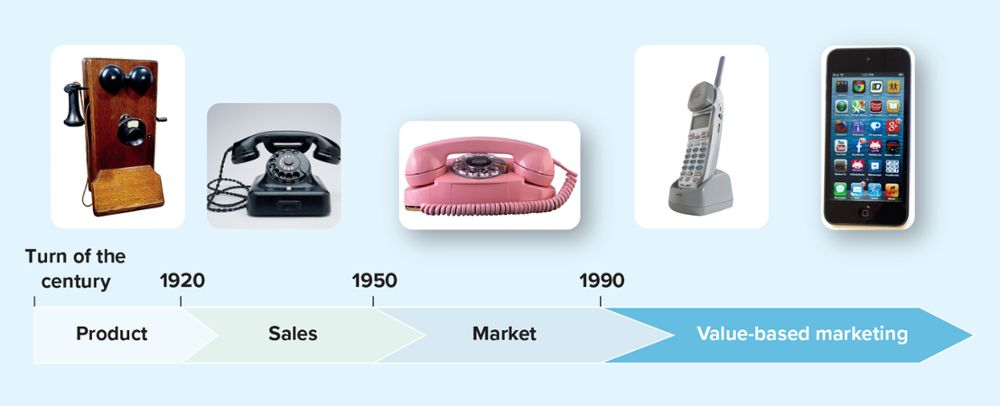 Turn of the
century
1920
1950
1990
Product
Sales
Market
Value-based marketing